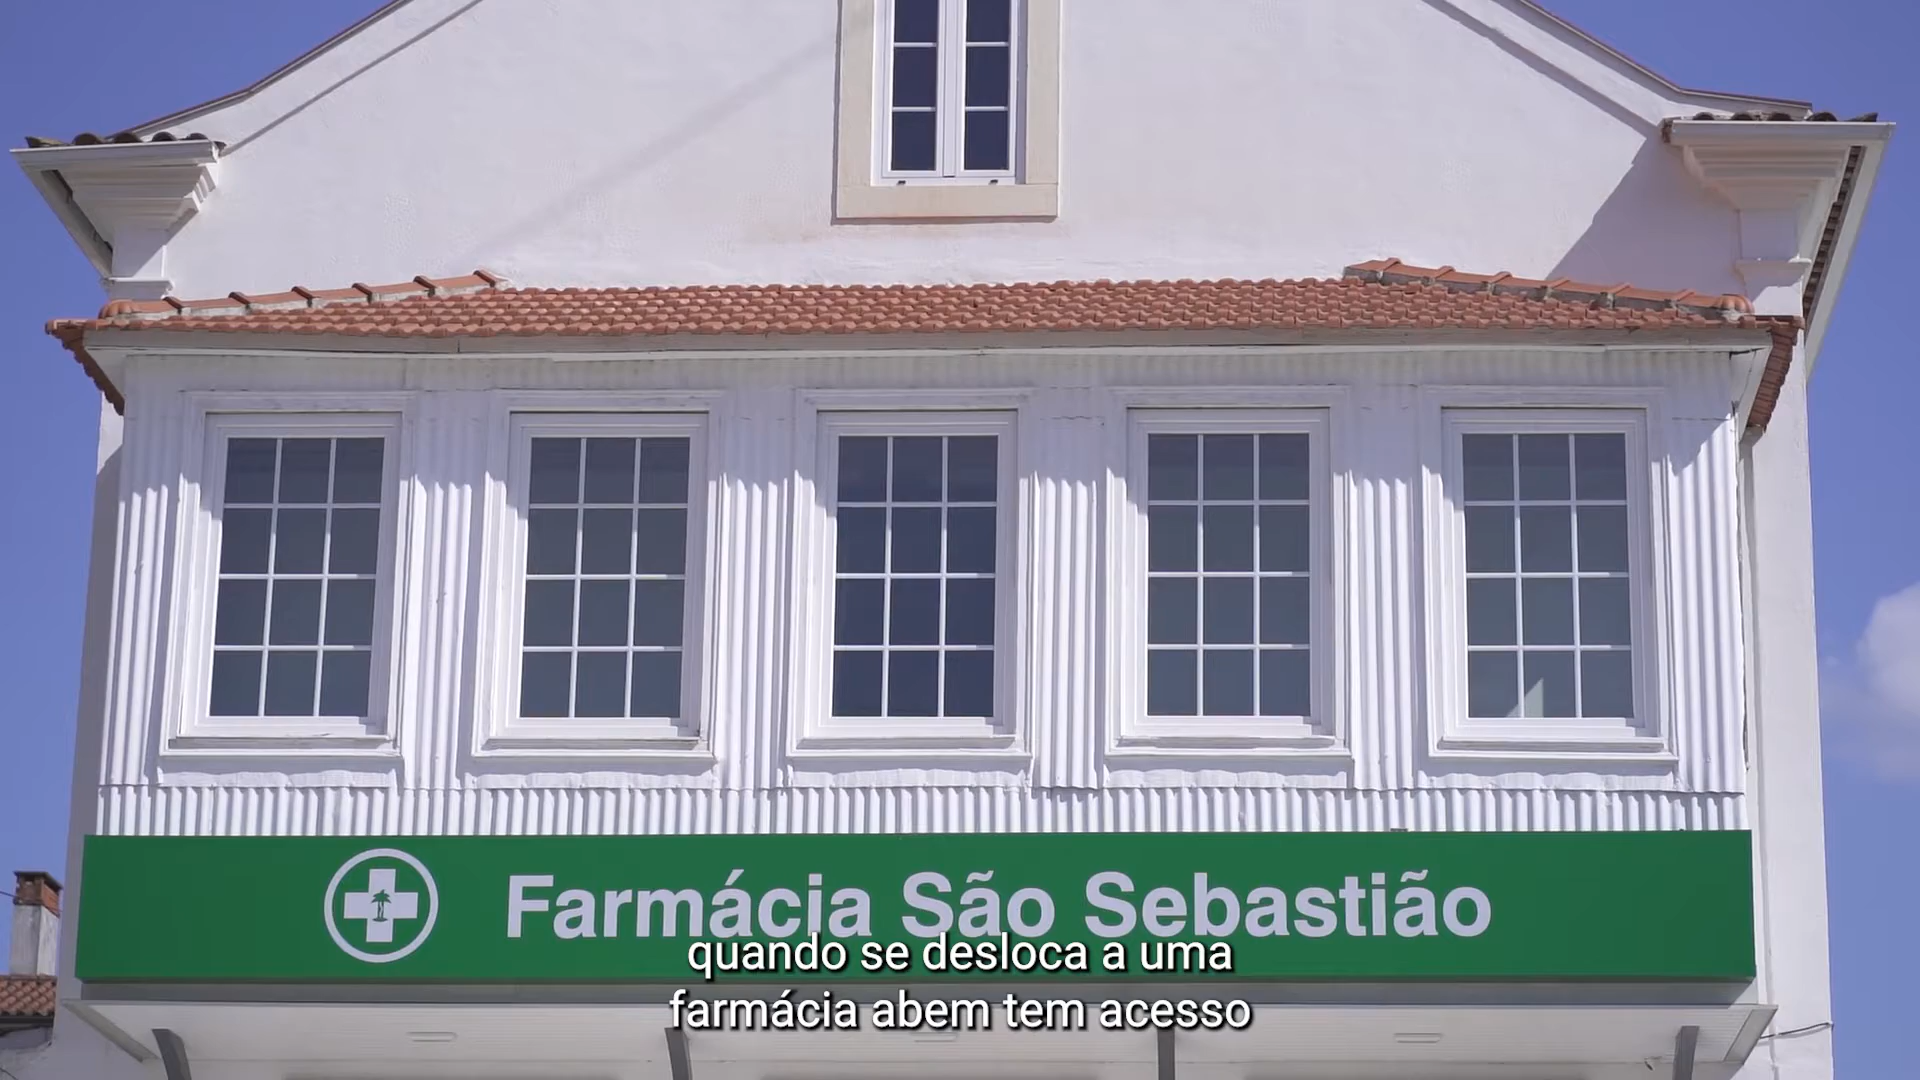 Farmácia São Sebastião
quando se desloca a uma
farmácia abem tem acesso